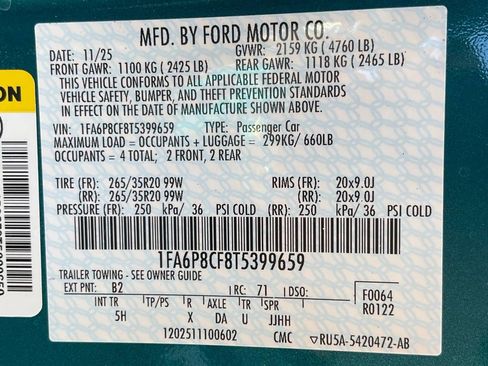 MFD. BY FORD MOTOR CO.
DATE: 11/25 GVWR: 2159 KG ( 4760 LB)
FRONT GAWR: 1100 KG ( 2425 LB) REAR GAWR: 1118 KG ( 2465 LB)
THIS VEHICLE CONFORMS TO ALL APPLICABLE FEDERAL MOTOR
VEHICLE SAFETY, BUMPER, AND THEFT PREVENTION STANDARDS
IN EFFECT ON THE DATE OF MANUFACTURE SHOWN ABOVE.
VIN: 1FA6P8CF8T5399659 TYPE: Passenger Car
MAXIMUM LOAD = OCCUPANTS + LUGGAGE = 299KG/ 660LB
OCCUPANTS = 4 TOTAL; 2 FRONT, 2 REAR
TIRE (FR): 265/35R20 99W RIMS (FR): 20x9.0J
(RR): 265/35R20 99W (RR): 20x9.0J
PRESSURE (FR): 250 kPa/ 36 PSI COLD (RR): 250 kPa/ 36 PSI COLD
1FA6P8CF8T5399659
TRAILER TOWING - SEE OWNER GUIDE
EXT PNT: B2 RC: 71 DSO: F0064
R0122
INT TR TP/PS R AXLE TR SPR
5H X DA U JJHH
1202511100602 CMC RU5A-5420472-AB
ON